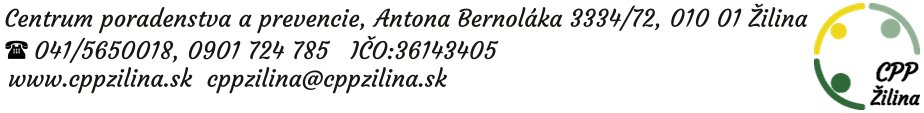 Centrum poradenstva a prevencie, Antona Bernoláka 3334/72, 010 01 Žilina
☎ 041/5650018, 0901 724 785 IČO:36143405
www.cppzilina.sk cppzilina@cppzilina.sk
CPP
Žilina